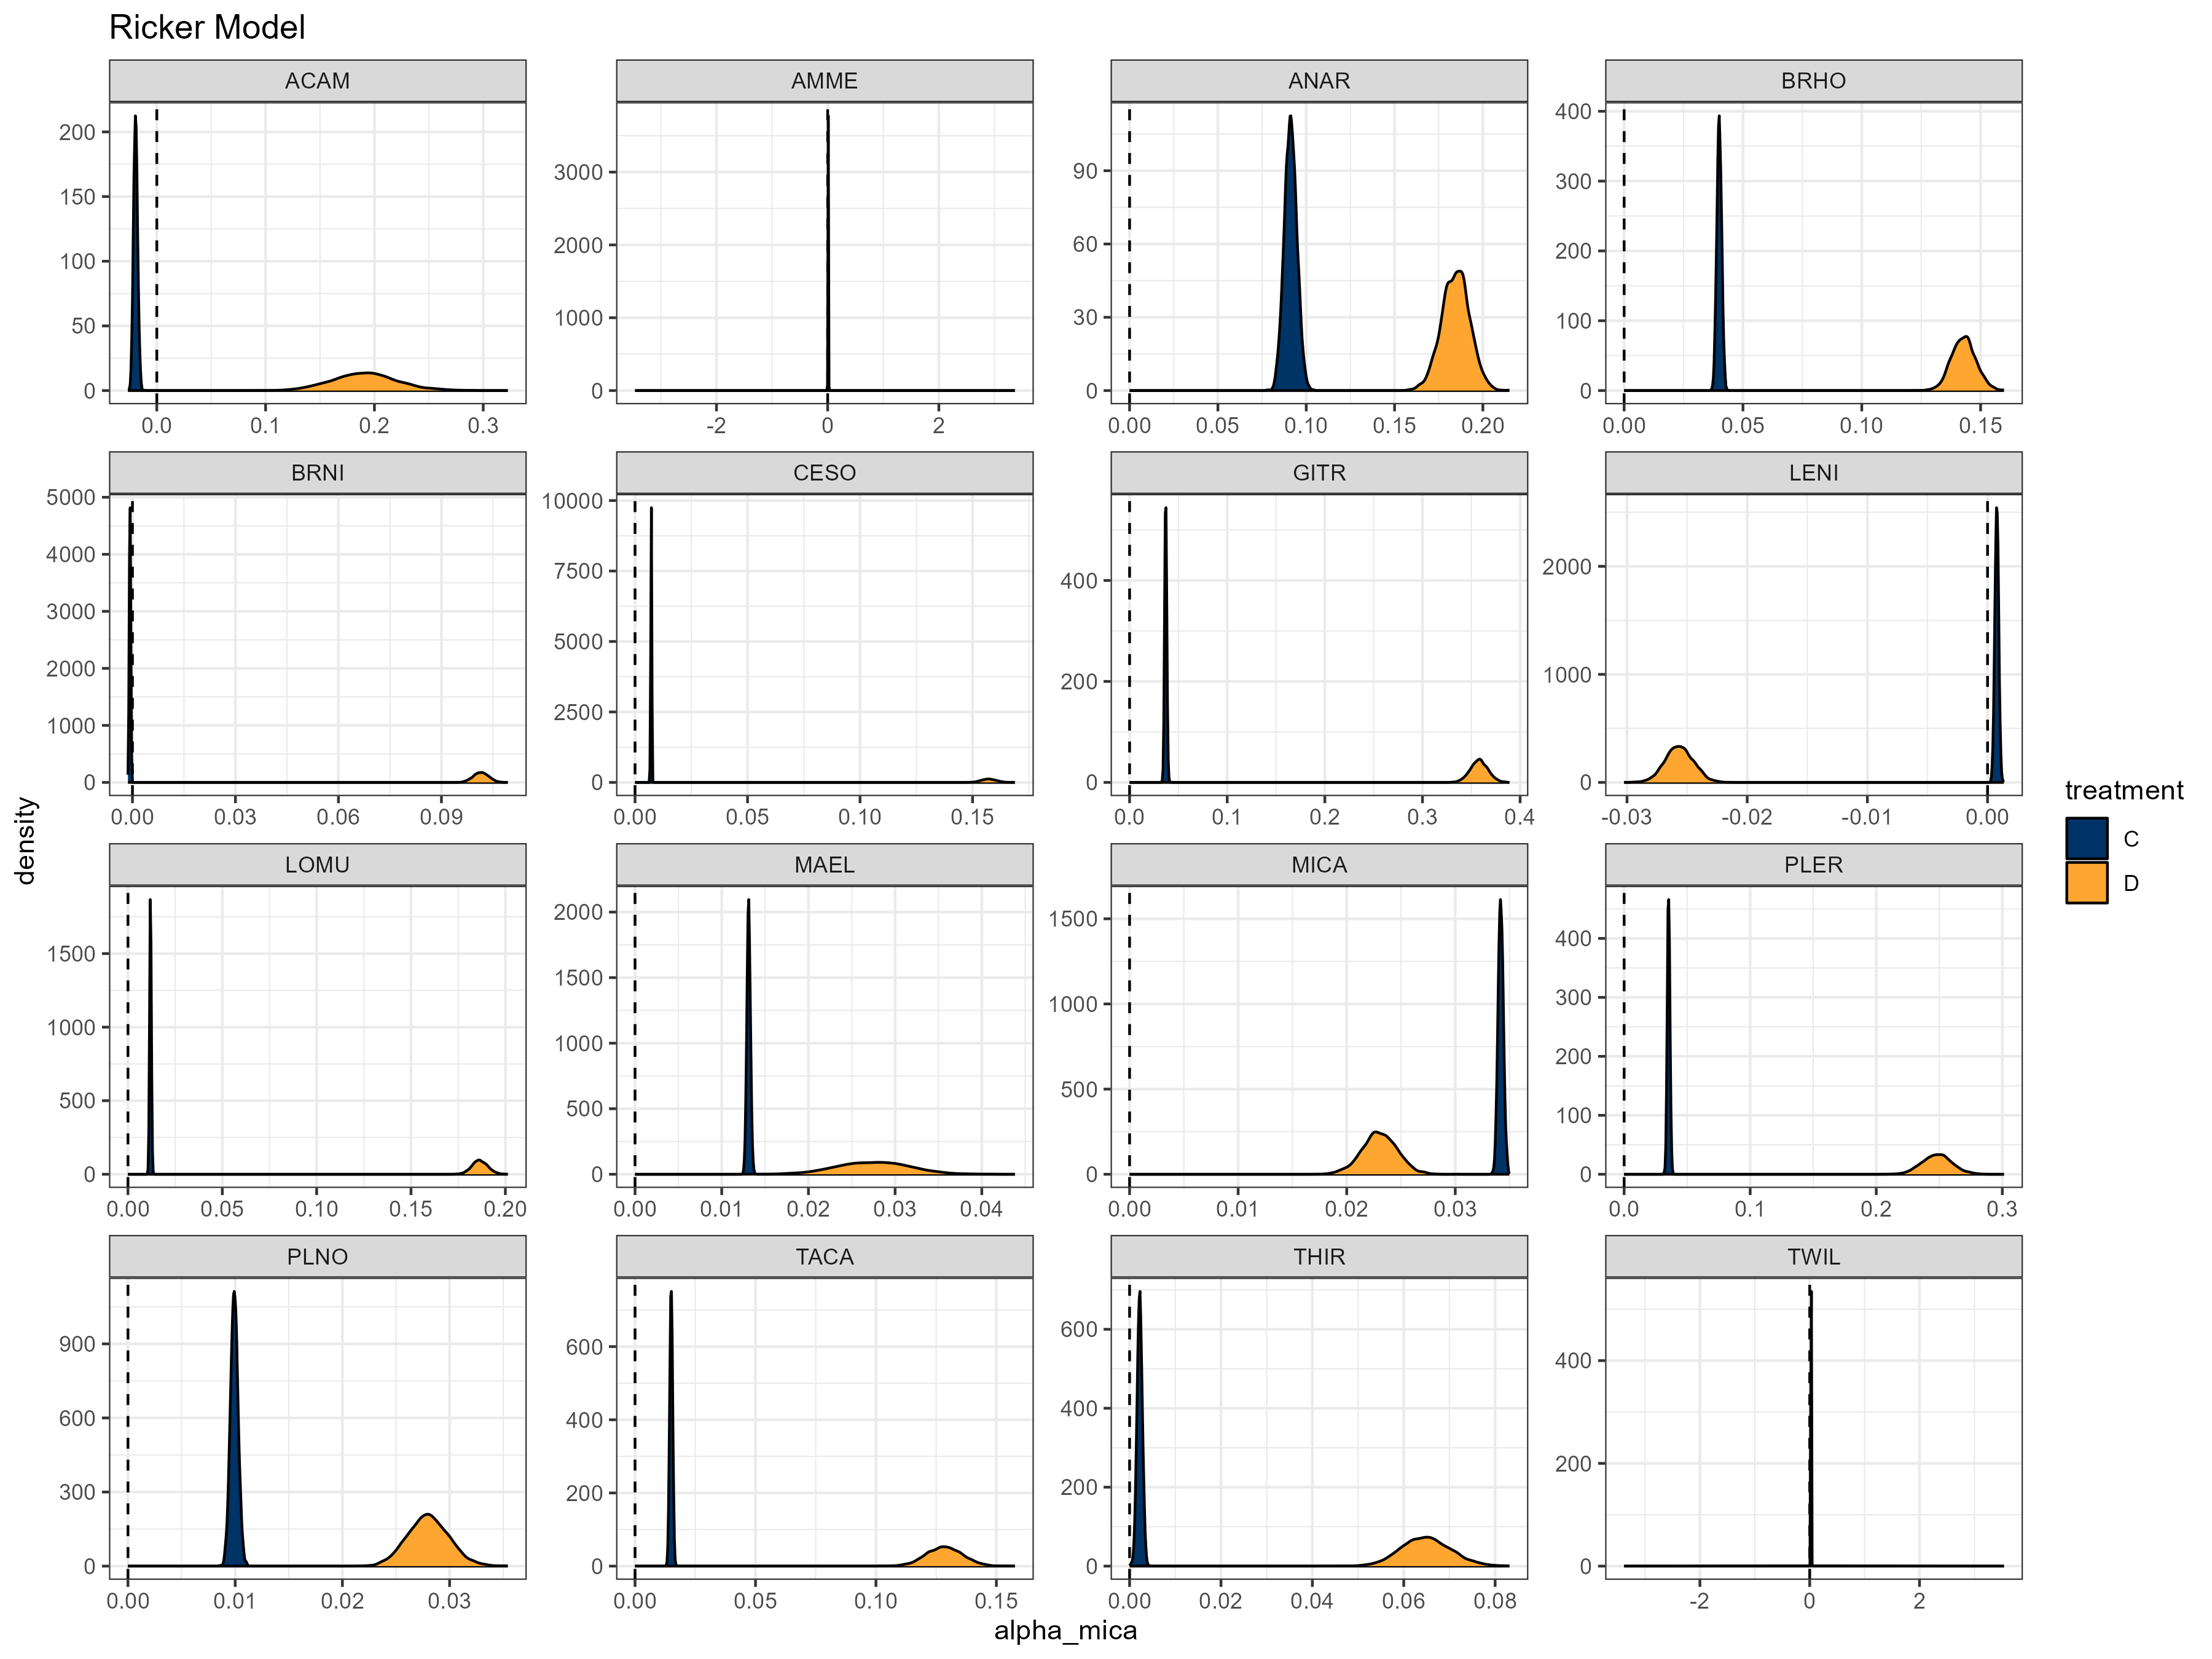 Ricker Model
ACAM AMME ANAR BRHO
200 150 100 50 0
0.0 0.1 0.2 0.3
3000 2000 1000 0
-2 0 2
90 60 30 0
0.00 0.05 0.10 0.15 0.20
400 300 200 100 0
0.00 0.05 0.10 0.15
BRNI CESO GITR LENI
5000 4000 3000 2000 1000 0
0.00 0.03 0.06 0.09
10000 7500 5000 2500 0
0.00 0.05 0.10 0.15
400 200 0
0.0 0.1 0.2 0.3 0.4
2000 1000 0
-0.03 -0.02 -0.01 0.00
LOMU MAEL MICA PLER
1500 1000 500 0
0.00 0.05 0.10 0.15 0.20
2000 1500 1000 500 0
0.00 0.01 0.02 0.03 0.04
1500 1000 500 0
0.00 0.01 0.02 0.03
400 300 200 100 0
0.0 0.1 0.2 0.3
PLNO TACA THIR TWIL
900 600 300 0
0.00 0.01 0.02 0.03
600 400 200 0
0.00 0.05 0.10 0.15
600 400 200 0
0.00 0.02 0.04 0.06 0.08
400 200 0
-2 0 2
density
alpha_mica
treatment
C
D